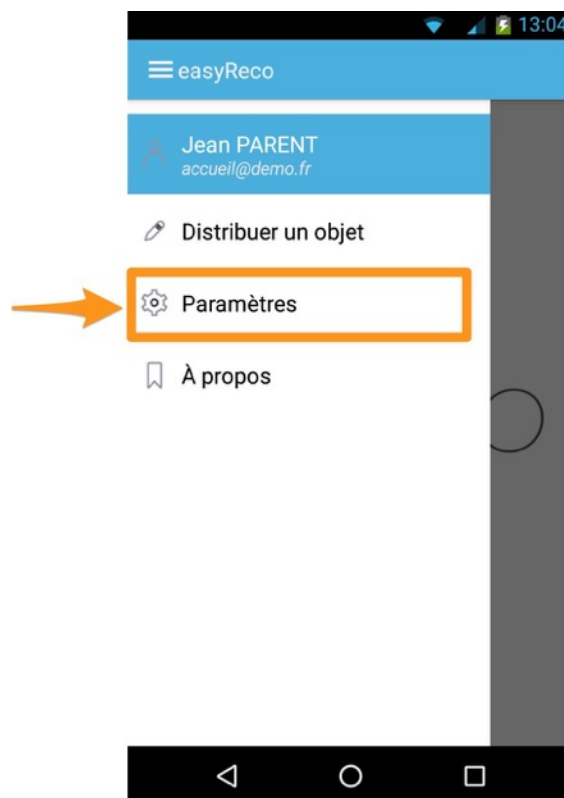 13:04
easyReco
Jean PARENT
accueil@demo.fr
Distribuer un objet
Paramètres
À propos